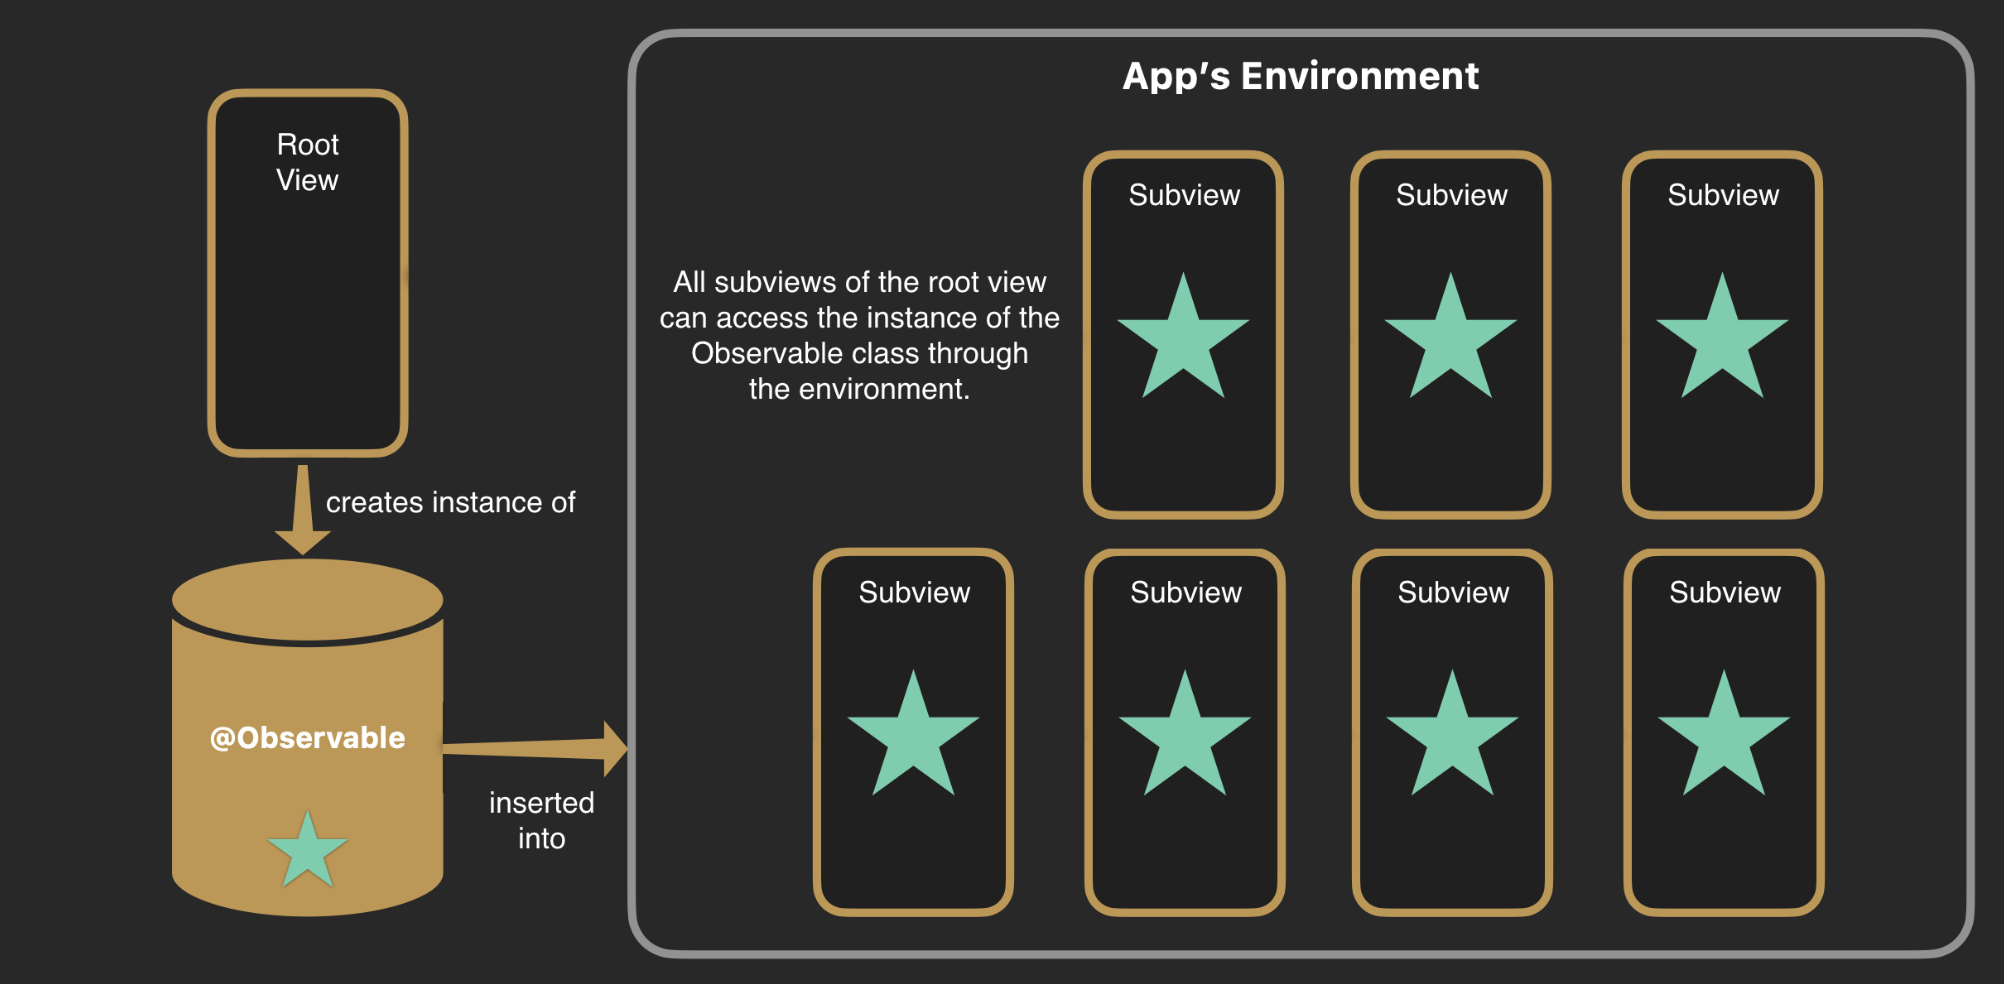 App’s Environment
Root
View
creates instance of
@Observable
inserted
into
All subviews of the root view
can access the instance of the
Observable class through
the environment.
Subview
Subview
Subview
Subview
Subview
Subview
Subview